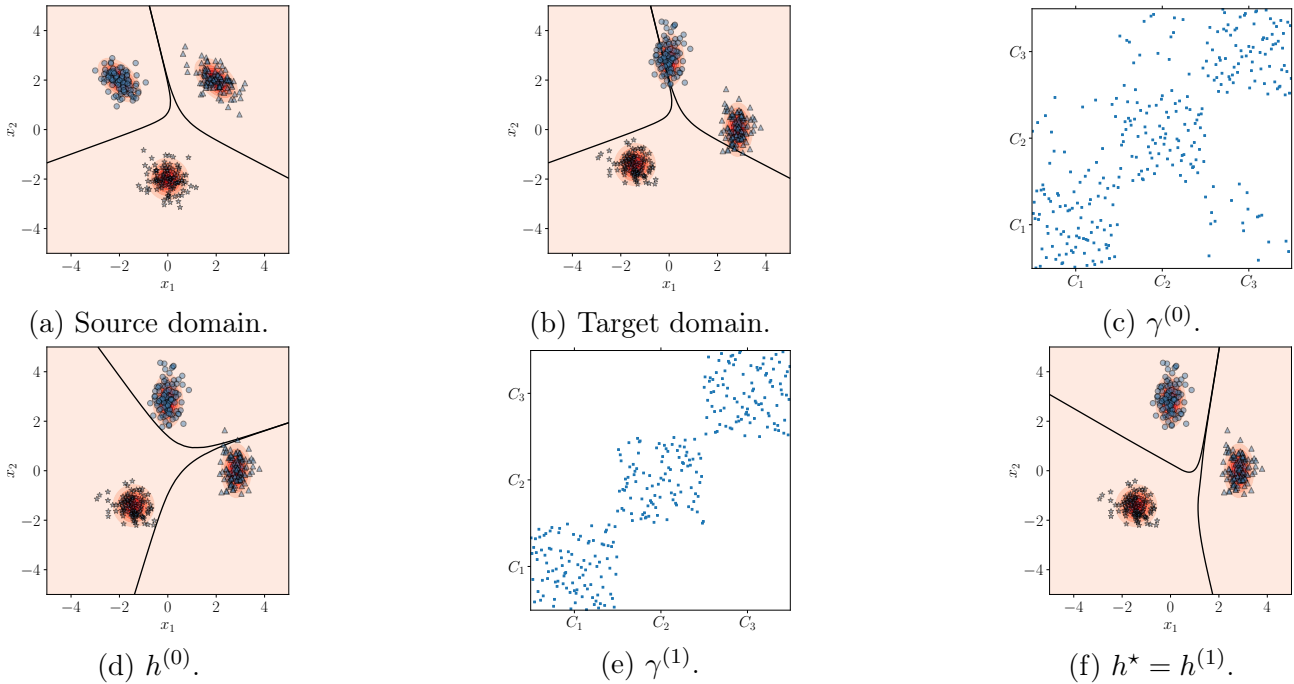 4
2
0
−2
−4
x₂
−4 −2 0 2 4
x₁
(a) Source domain.
4
2
0
−2
−4
x₂
−4 −2 0 2 4
x₁
(b) Target domain.
C₃
C₂
C₁
C₁ C₂ C₃
(c) γ⁽⁰⁾.
4
2
0
−2
−4
x₂
−4 −2 0 2 4
x₁
(d) h⁽⁰⁾.
C₃
C₂
C₁
C₁ C₂ C₃
(e) γ⁽¹⁾.
4
2
0
−2
−4
x₂
−4 −2 0 2 4
x₁
(f) h⋆ = h⁽¹⁾.